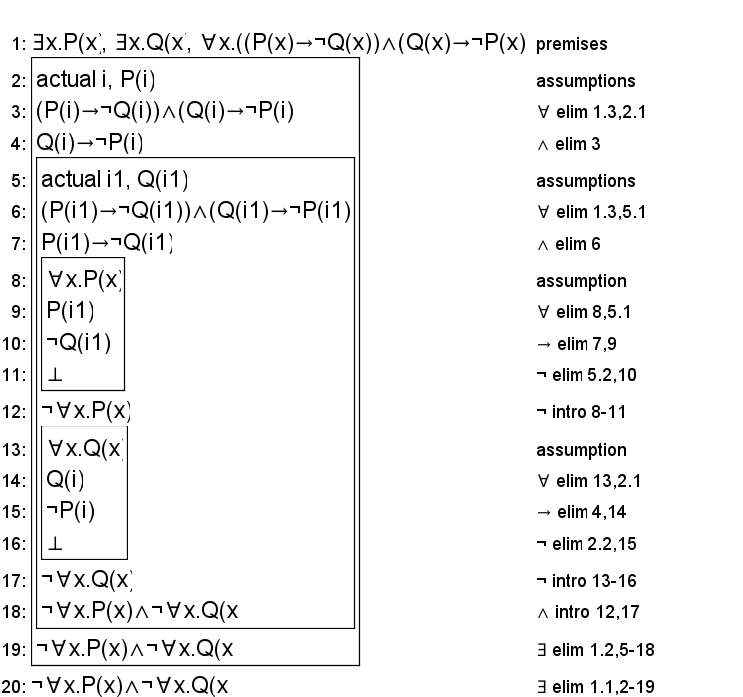 1: ∃x.P(x), ∃x.Q(x), ∀x.((P(x)→¬Q(x))∧(Q(x)→¬P(x) premises
2: actual i, P(i) assumptions
3: (P(i)→¬Q(i))∧(Q(i)→¬P(i) ∀ elim 1.3,2.1
4: Q(i)→¬P(i) ∧ elim 3
5: actual i1, Q(i1) assumptions
6: (P(i1)→¬Q(i1))∧(Q(i1)→¬P(i1) ∀ elim 1.3,5.1
7: P(i1)→¬Q(i1) ∧ elim 6
8: ∀x.P(x) assumption
9: P(i1) ∀ elim 8,5.1
10: ¬Q(i1) → elim 7,9
11: ⊥ ¬ elim 5.2,10
12: ¬∀x.P(x) ¬ intro 8-11
13: ∀x.Q(x) assumption
14: Q(i) ∀ elim 13,2.1
15: ¬P(i) → elim 4,14
16: ⊥ ¬ elim 2.2,15
17: ¬∀x.Q(x) ¬ intro 13-16
18: ¬∀x.P(x)∧¬∀x.Q(x ∧ intro 12,17
19: ¬∀x.P(x)∧¬∀x.Q(x ∃ elim 1.2,5-18
20: ¬∀x.P(x)∧¬∀x.Q(x ∃ elim 1.1,2-19